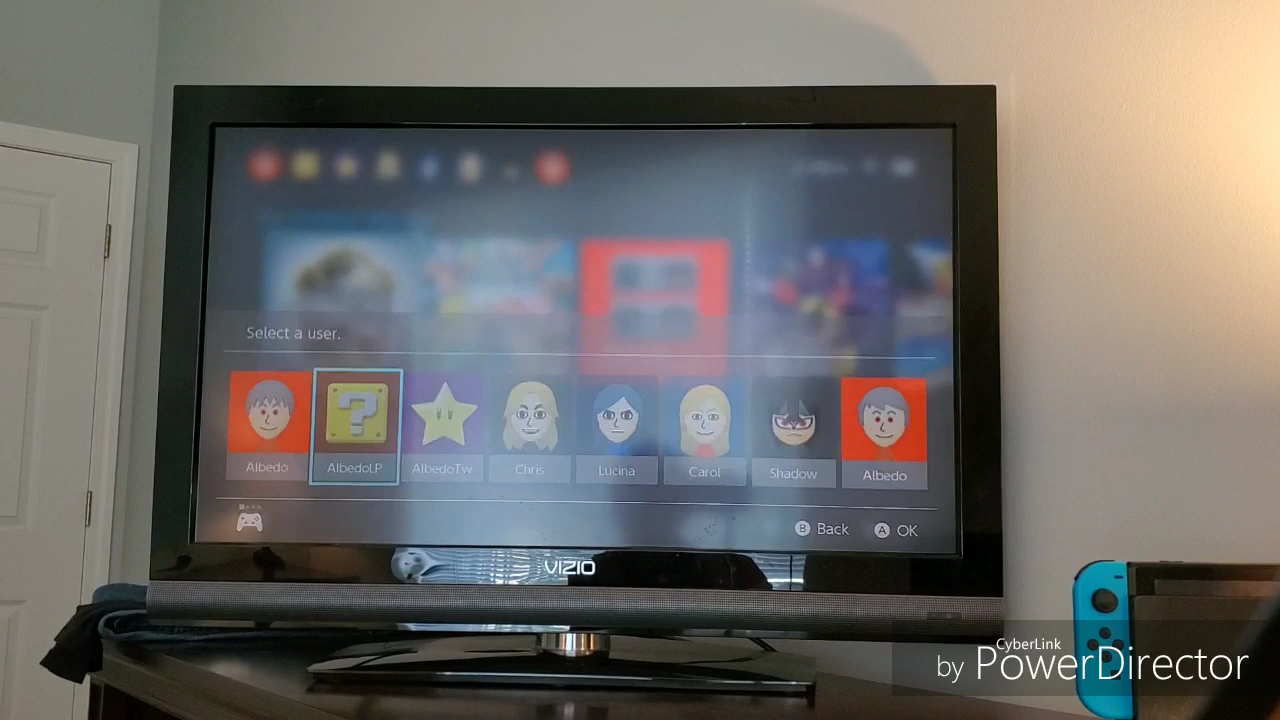 Select a user.
?
Albedo
AlbedoLP
AlbedoTw
Chris
Lucina
Carol
Shadow
Albedo
B Back
A OK
VIZIO
CyberLink
by PowerDirector